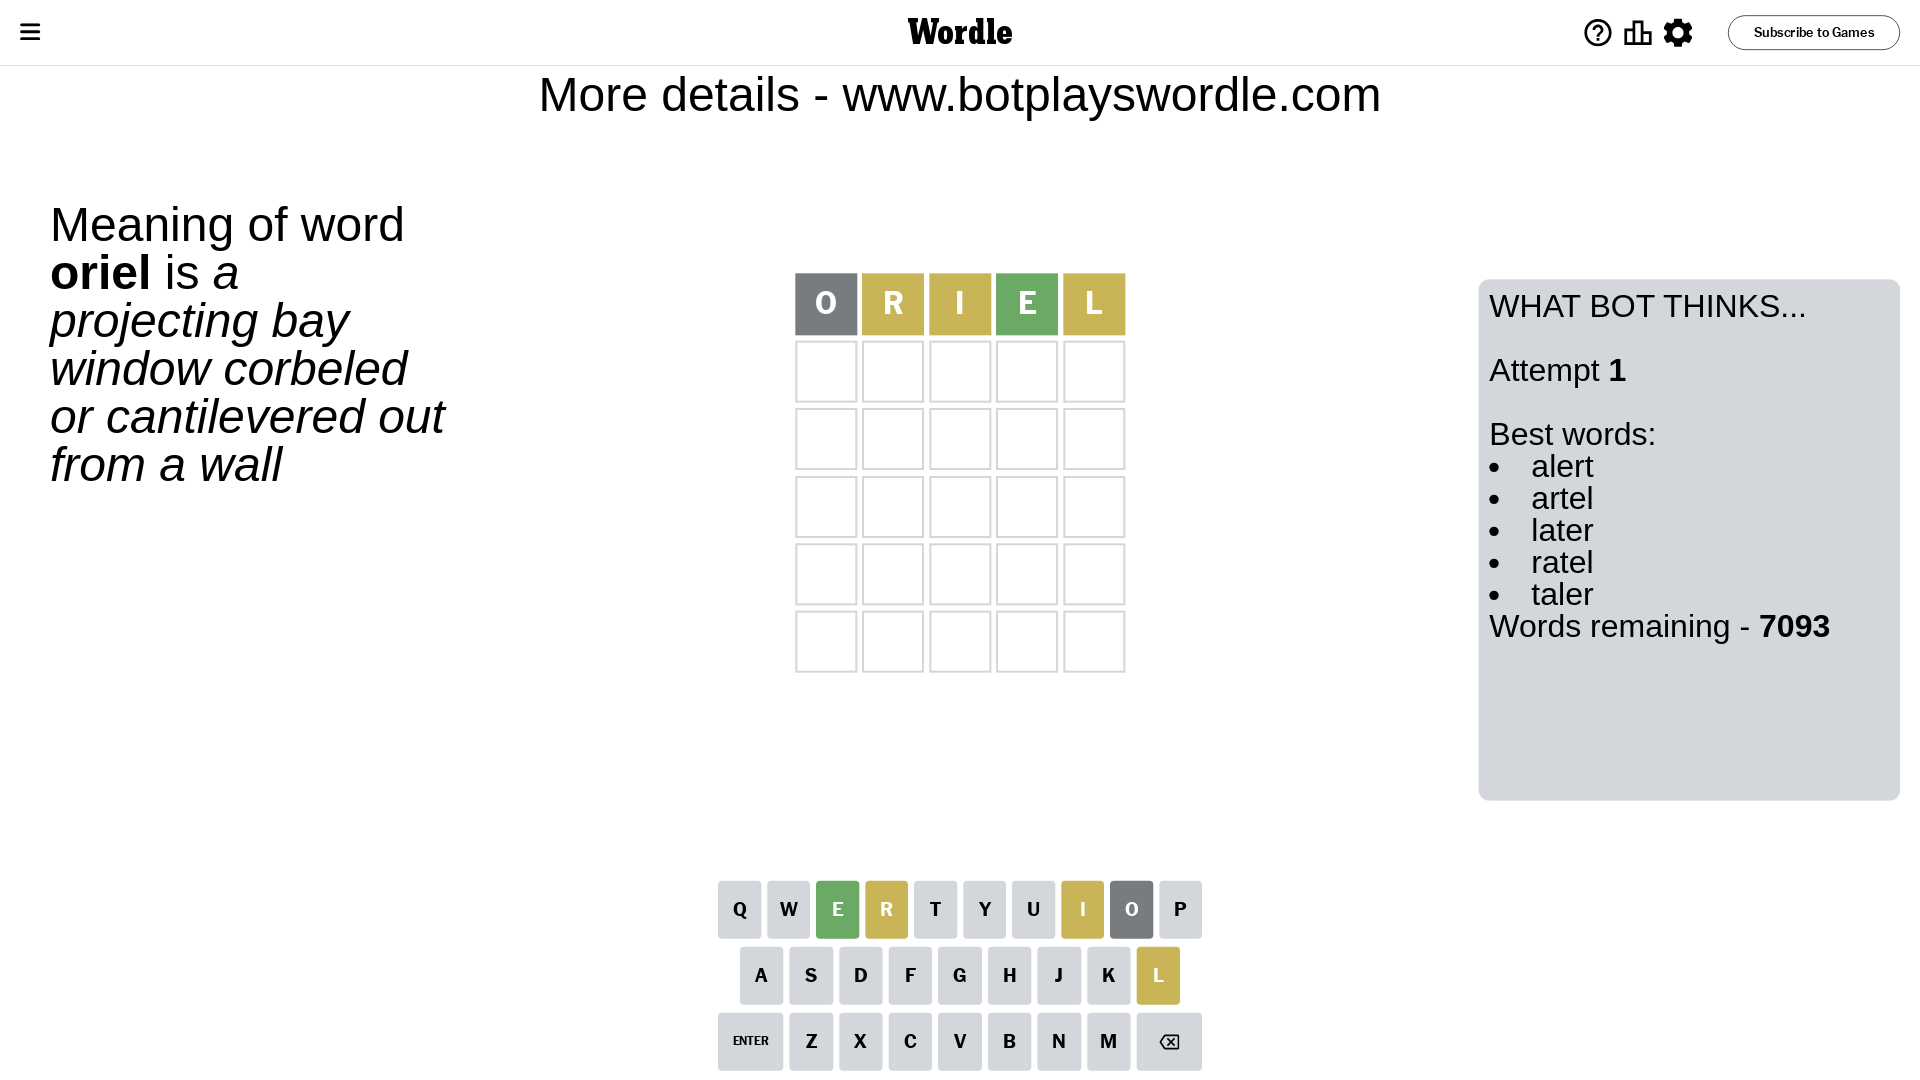 Wordle
Subscribe to Games
More details - www.botplayswordle.com
Meaning of word
oriel is a
projecting bay
window corbeled
or cantilevered out
from a wall
O R I E L
WHAT BOT THINKS...
Attempt 1
Best words:
• alert
• artel
• later
• ratel
• taler
Words remaining - 7093
Q W E R T Y U I O P
A S D F G H J K L
ENTER Z X C V B N M